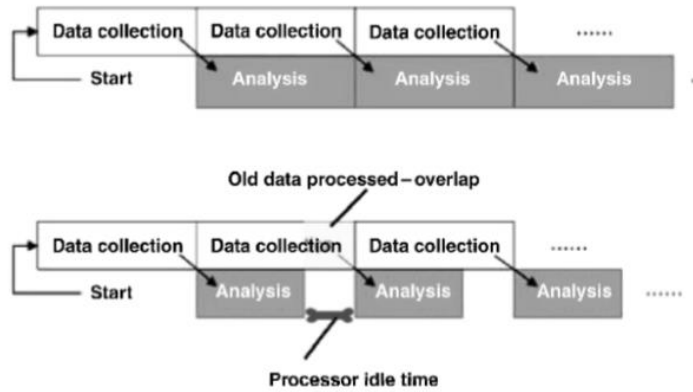 Data collection Data collection Data collection ......
Start Analysis Analysis Analysis
Old data processed–overlap
Data collection Data collection Data collection ......
Start Analysis Analysis Analysis ......
Processor idle time